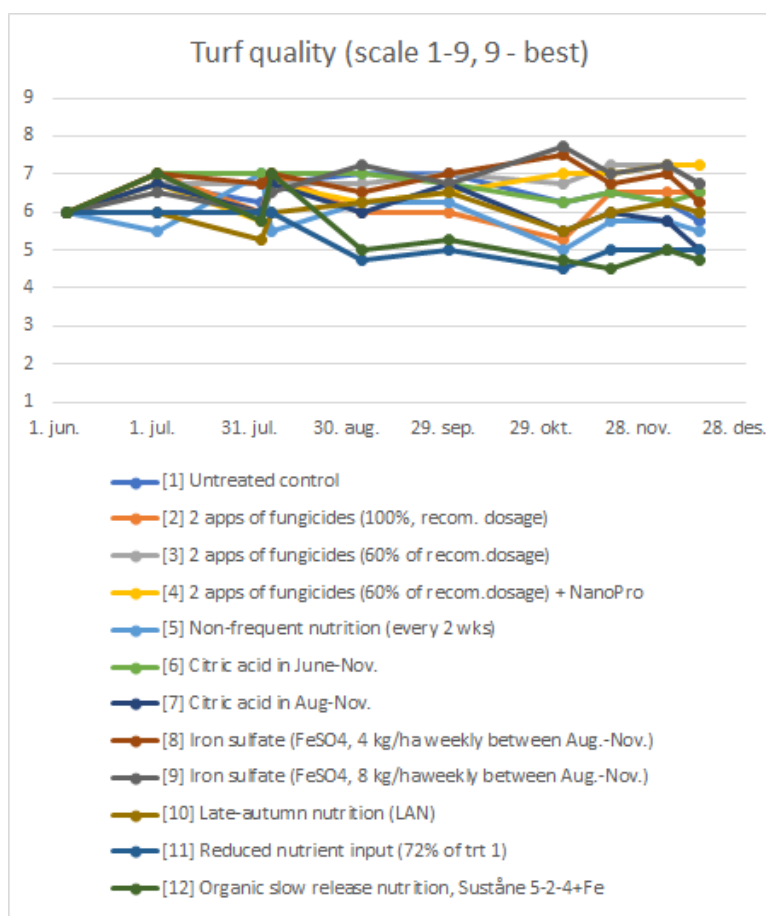 Turf quality (scale 1-9, 9 - best)
9
8
7
6
5
4
3
2
1
1. jun. 1. jul. 31. jul. 30. aug. 29. sep. 29. okt. 28. nov. 28. des.
[1] Untreated control
[2] 2 apps of fungicides (100%, recom. dosage)
[3] 2 apps of fungicides (60% of recom.dosage)
[4] 2 apps of fungicides (60% of recom.dosage) + NanoPro
[5] Non-frequent nutrition (every 2 wks)
[6] Citric acid in June-Nov.
[7] Citric acid in Aug-Nov.
[8] Iron sulfate (FeSO4, 4 kg/ha weekly between Aug.-Nov.)
[9] Iron sulfate (FeSO4, 8 kg/haweekly between Aug.-Nov.)
[10] Late-autumn nutrition (LAN)
[11] Reduced nutrient input (72% of trt 1)
[12] Organic slow release nutrition, Suståne 5-2-4+Fe